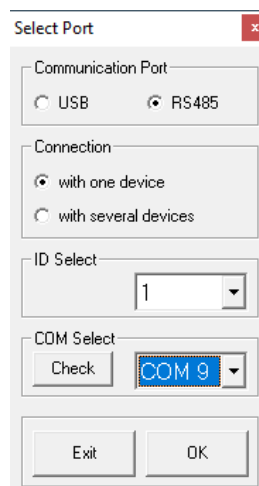 Select Port x
Communication Port
USB RS485
Connection
with one device
with several devices
ID Select
1
COM Select
Check COM 9
Exit OK